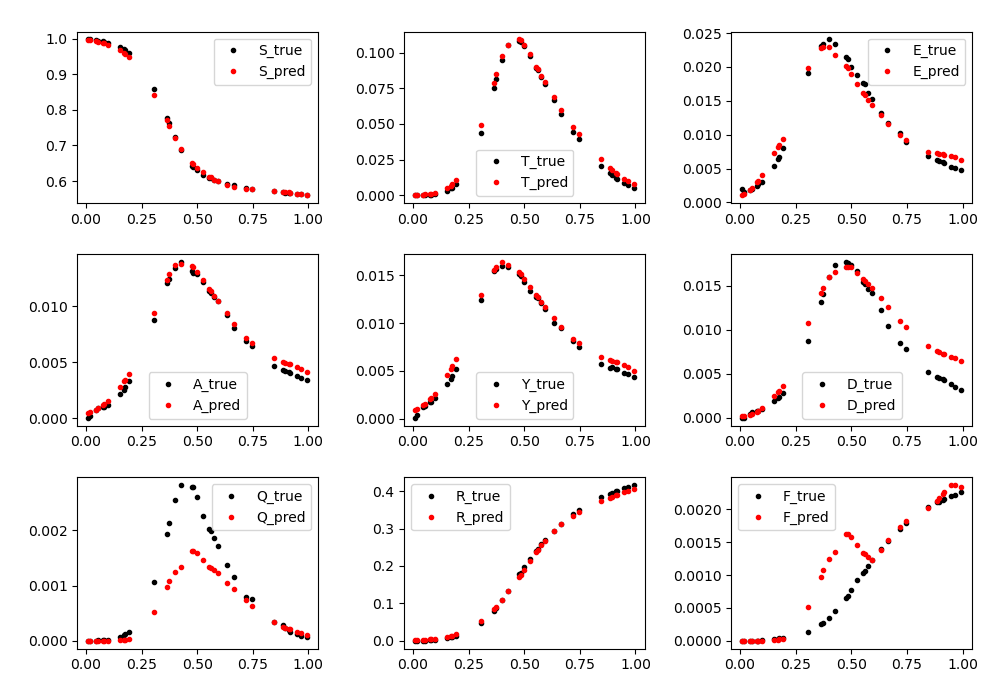 1.0
0.9
0.8
0.7
0.6
S_true
S_pred
0.00 0.25 0.50 0.75 1.00
0.100
0.075
0.050
0.025
0.000
T_true
T_pred
0.00 0.25 0.50 0.75 1.00
0.025
0.020
0.015
0.010
0.005
0.000
E_true
E_pred
0.00 0.25 0.50 0.75 1.00
0.010
0.005
0.000
A_true
A_pred
0.00 0.25 0.50 0.75 1.00
0.015
0.010
0.005
0.000
Y_true
Y_pred
0.00 0.25 0.50 0.75 1.00
0.015
0.010
0.005
0.000
D_true
D_pred
0.00 0.25 0.50 0.75 1.00
0.002
0.001
0.000
Q_true
Q_pred
0.00 0.25 0.50 0.75 1.00
0.4
0.3
0.2
0.1
0.0
R_true
R_pred
0.00 0.25 0.50 0.75 1.00
0.0020
0.0015
0.0010
0.0005
0.0000
F_true
F_pred
0.00 0.25 0.50 0.75 1.00